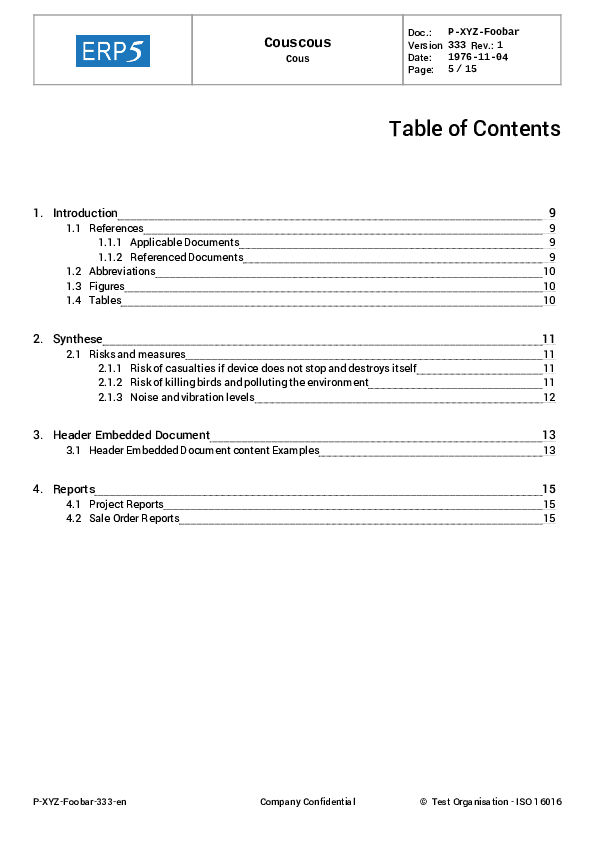 ERP5
Couscous
Cous
Doc.: P-XYZ-Foobar
Version 333 Rev.: 1
Date: 1976-11-04
Page: 5 / 15
Table of Contents
1. Introduction 9
1.1 References 9
1.1.1 Applicable Documents 9
1.1.2 Referenced Documents 9
1.2 Abbreviations 10
1.3 Figures 10
1.4 Tables 10
2. Synthese 11
2.1 Risks and measures 11
2.1.1 Risk of casualties if device does not stop and destroys itself 11
2.1.2 Risk of killing birds and polluting the environment 11
2.1.3 Noise and vibration levels 12
3. Header Embedded Document 13
3.1 Header Embedded Document content Examples 13
4. Reports 15
4.1 Project Reports 15
4.2 Sale Order Reports 15
P-XYZ-Foobar-333-en Company Confidential © Test Organisation - ISO 16016